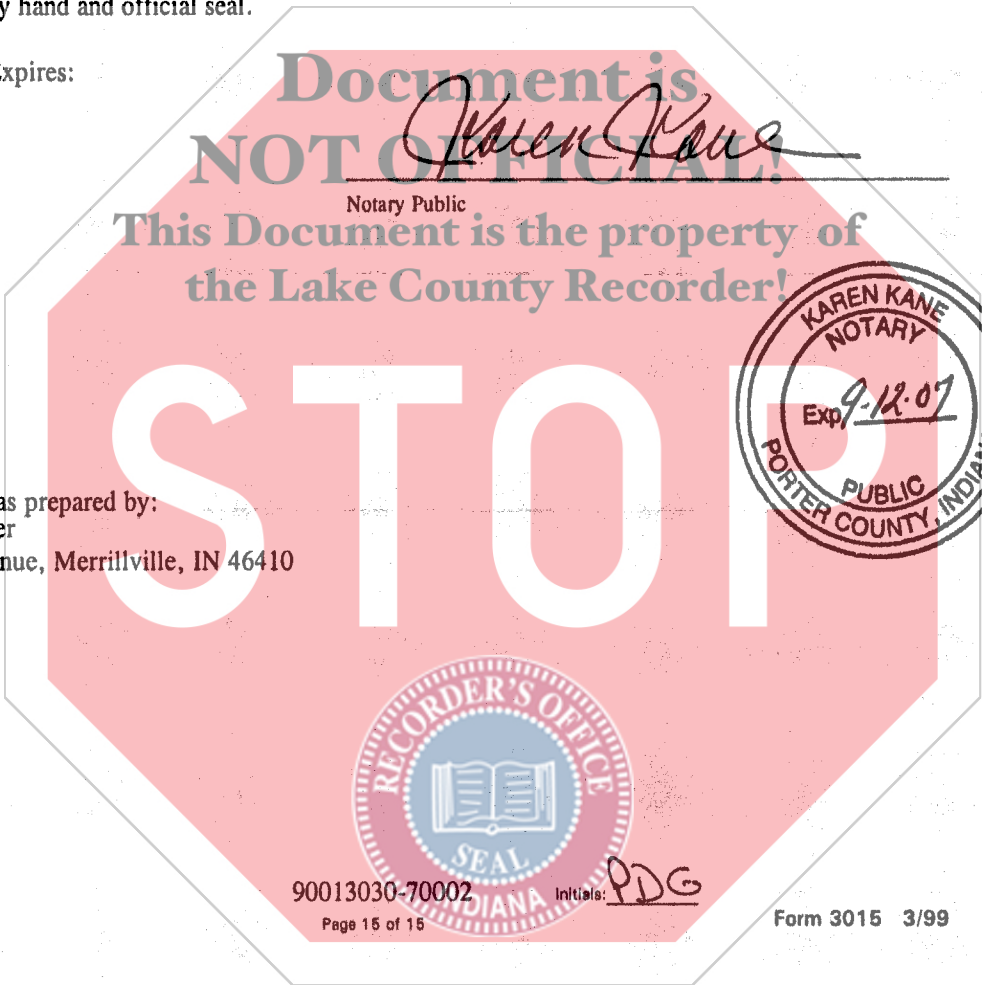 y hand and official seal.
Expires:
Document is
NOT OFFICIAL!
Karen Kane
Notary Public
This Document is the property of
the Lake County Recorder!
KAREN KANE
NOTARY
Exp 9-12-07
PUBLIC
PORTER COUNTY, INDIAN
STOP
as prepared by:
er
nue, Merrillville, IN 46410
RECORDER'S OFFICE
SEAL
INDIANA
90013030-70002
Initials: PDG
Page 15 of 15
Form 3015 3/99